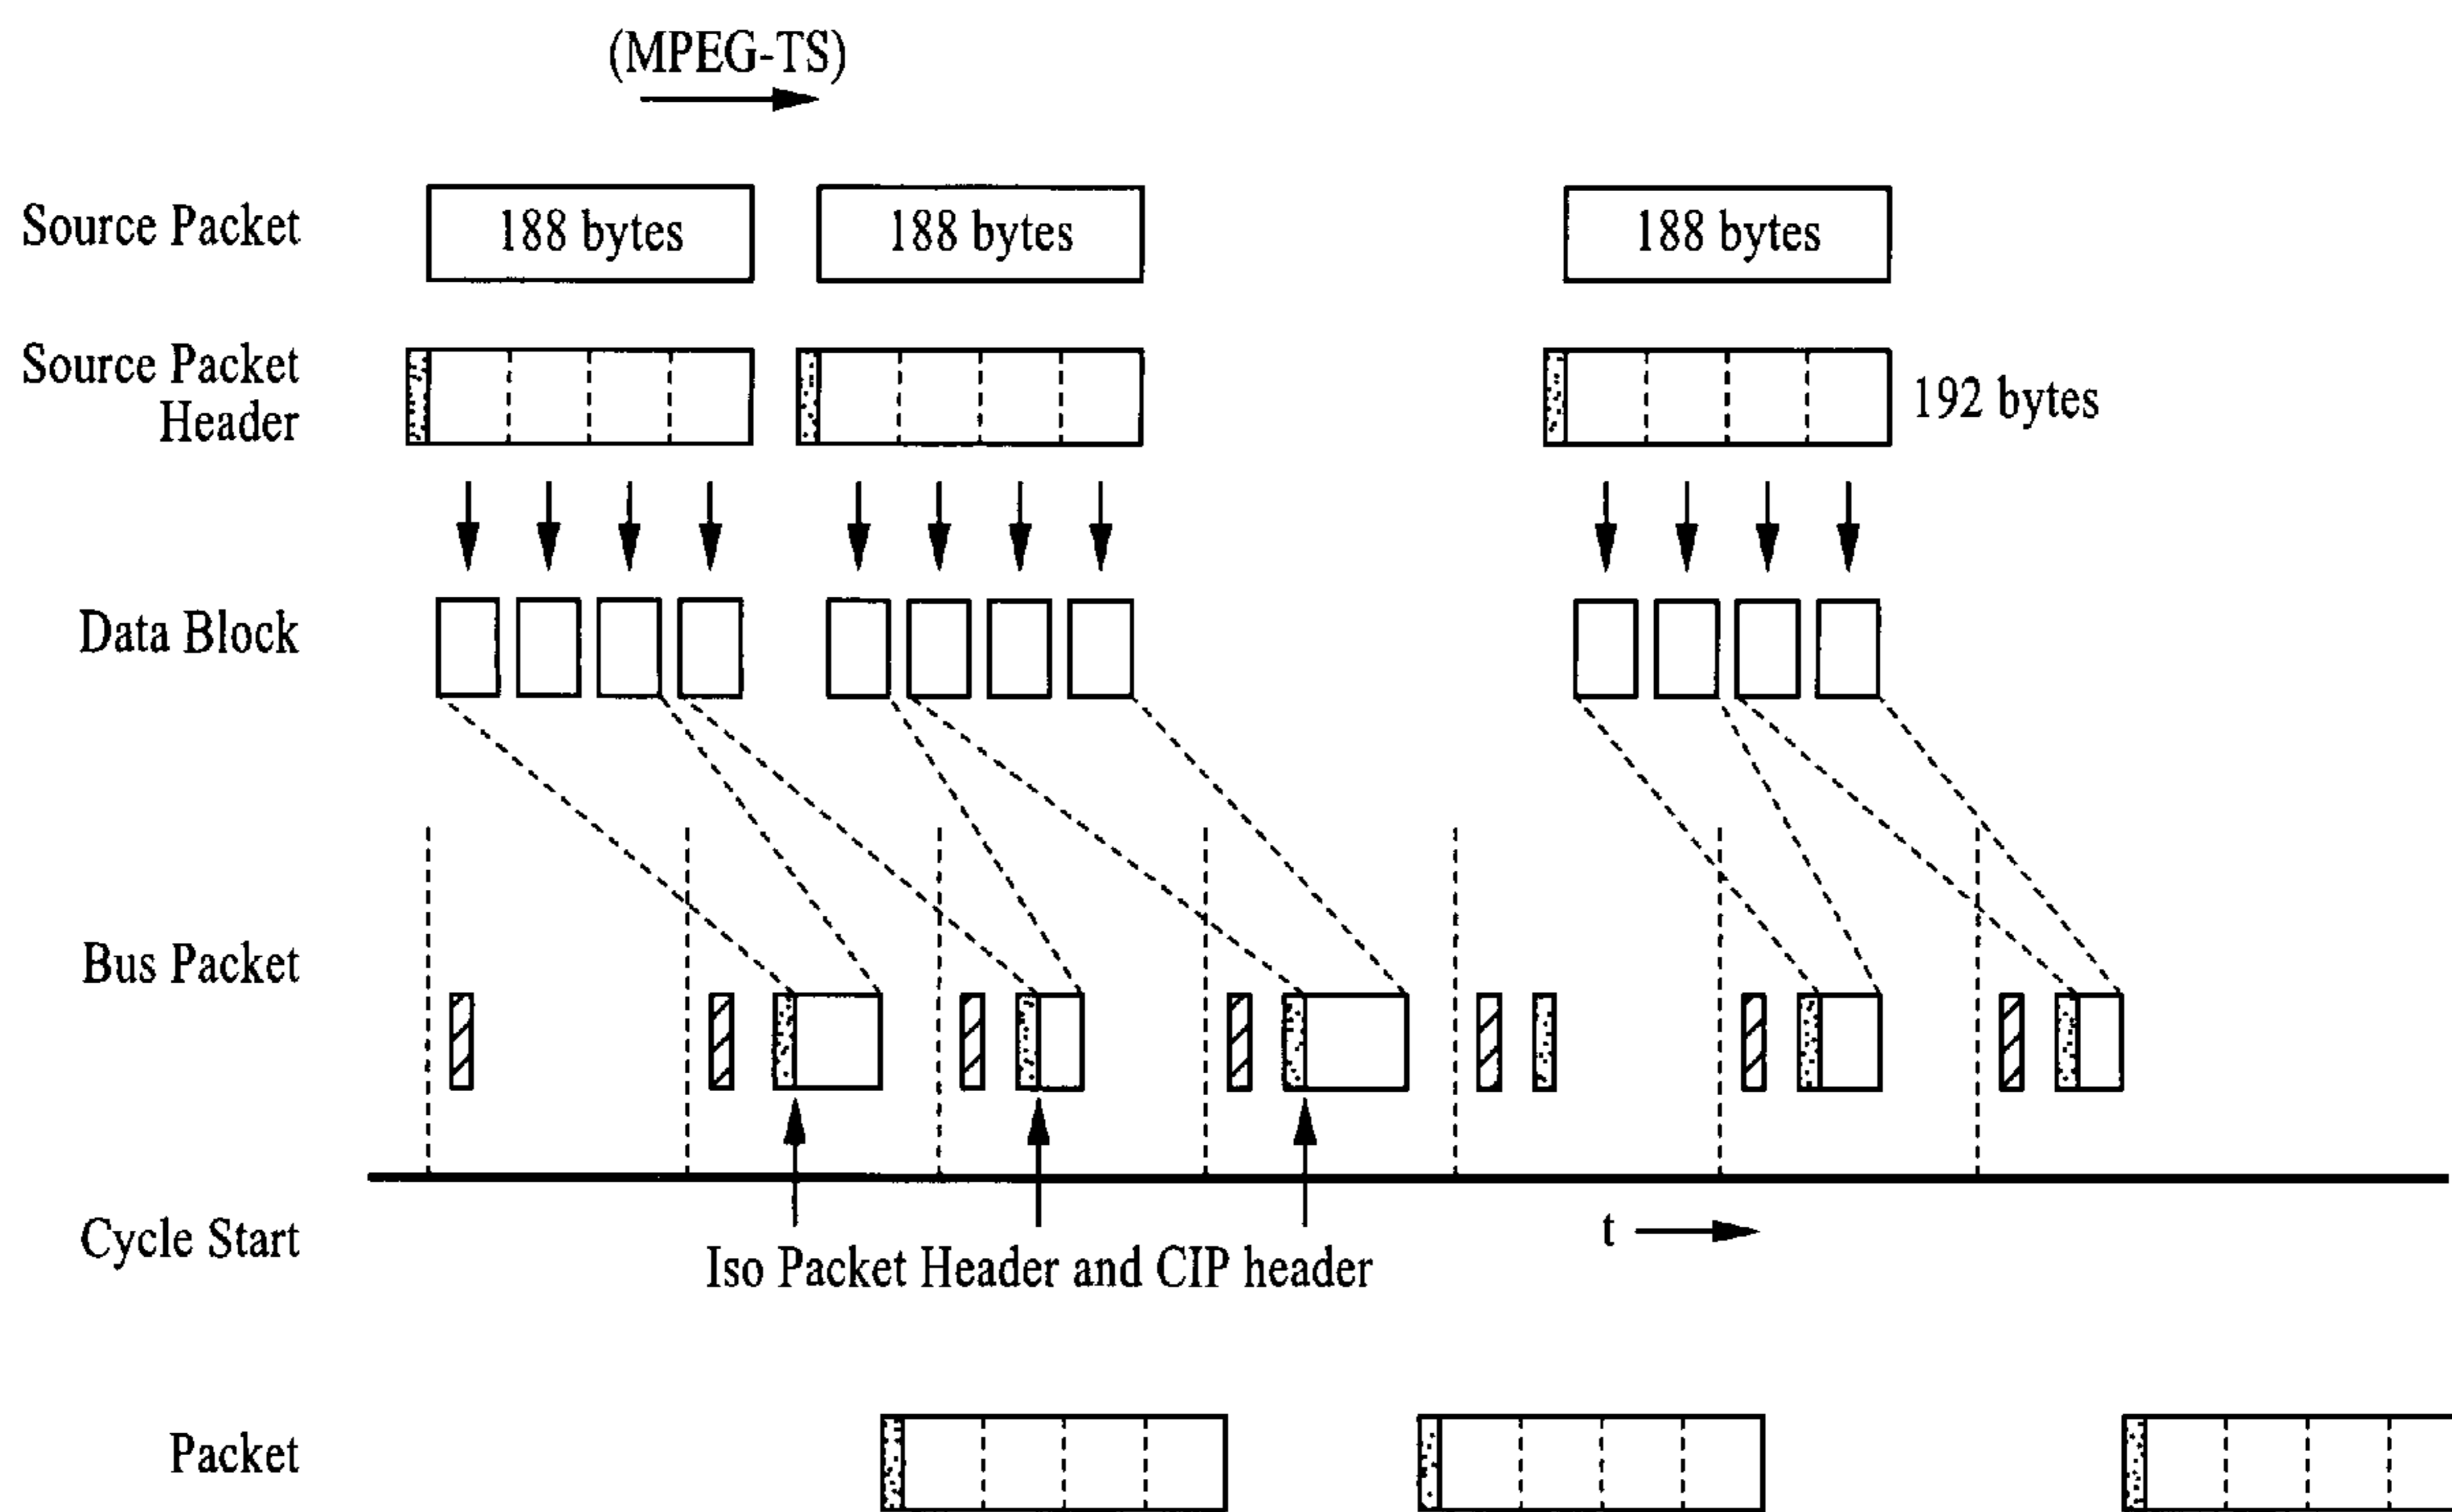 (MPEG-TS)
Source Packet
188 bytes
188 bytes
188 bytes
Source Packet
Header
192 bytes
Data Block
Bus Packet
Cycle Start
t
Iso Packet Header and CIP header
Packet